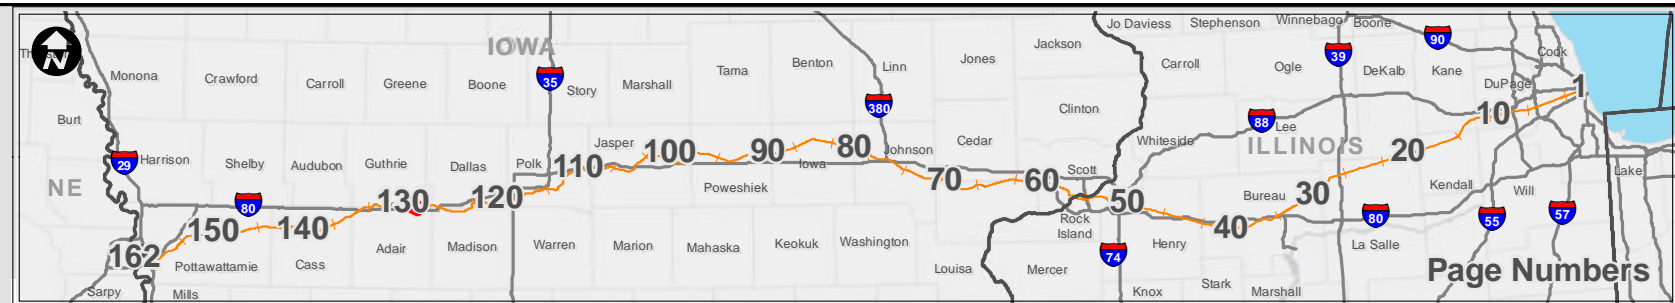 N
IOWA
Monona
Crawford
Carroll
Greene
Boone
35
Story
Marshall
Tama
Benton
Linn
Jones
Jackson
Jo Daviess
Stephenson
Winnebago
Boone
90
39
Cook
Carroll
Ogle
DeKalb
Kane
DuPage
1
10
Burt
380
Clinton
88
Lee
Whiteside
ILLINOIS
20
29
Harrison
Shelby
Audubon
Guthrie
Dallas
Polk
Jasper
110
100
90
Iowa
80
Johnson
Cedar
Scott
Lake
NE
80
130
120
Poweshiek
70
60
50
Bureau
30
Kendall
Will
150
140
162
Pottawattamie
Cass
Adair
Madison
Warren
Marion
Mahaska
Keokuk
Washington
Louisa
Mercer
Rock
Island
74
Henry
40
80
La Salle
55
57
Sarpy
Mills
Knox
Stark
Marshall
Page Numbers